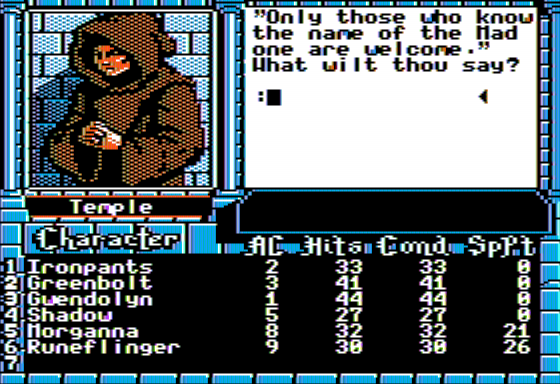 "Only those who know
the name of the Mad
one are welcome."
What wilt thou say?
:
Temple
Character AC Hits Cond SpPt
1 Ironpants 2 33 33 0
2 Greenbolt 3 41 41 0
3 Gwendolyn 1 44 44 0
4 Shadow 5 27 27 0
5 Morganna 8 32 32 21
6 Runeflinger 9 30 30 26
7